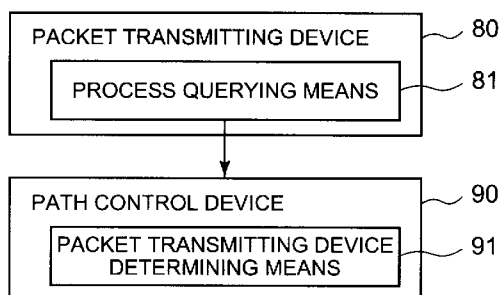 PACKET TRANSMITTING DEVICE 80
PROCESS QUERYING MEANS 81
PATH CONTROL DEVICE 90
PACKET TRANSMITTING DEVICE
DETERMINING MEANS 91